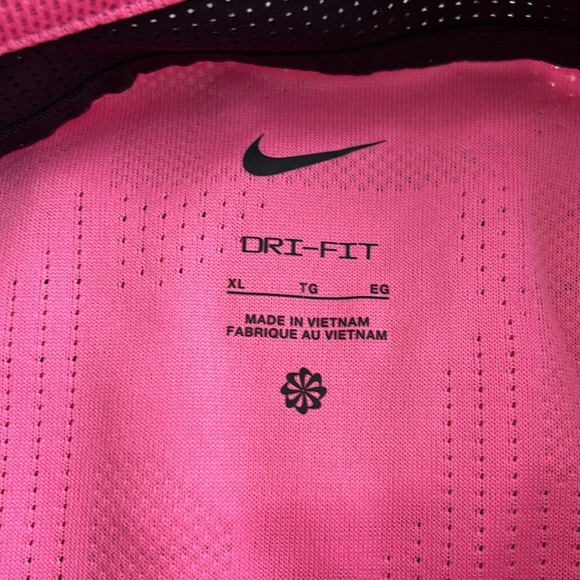 DRI-FIT
XL TG EG
MADE IN VIETNAM
FABRIQUE AU VIETNAM